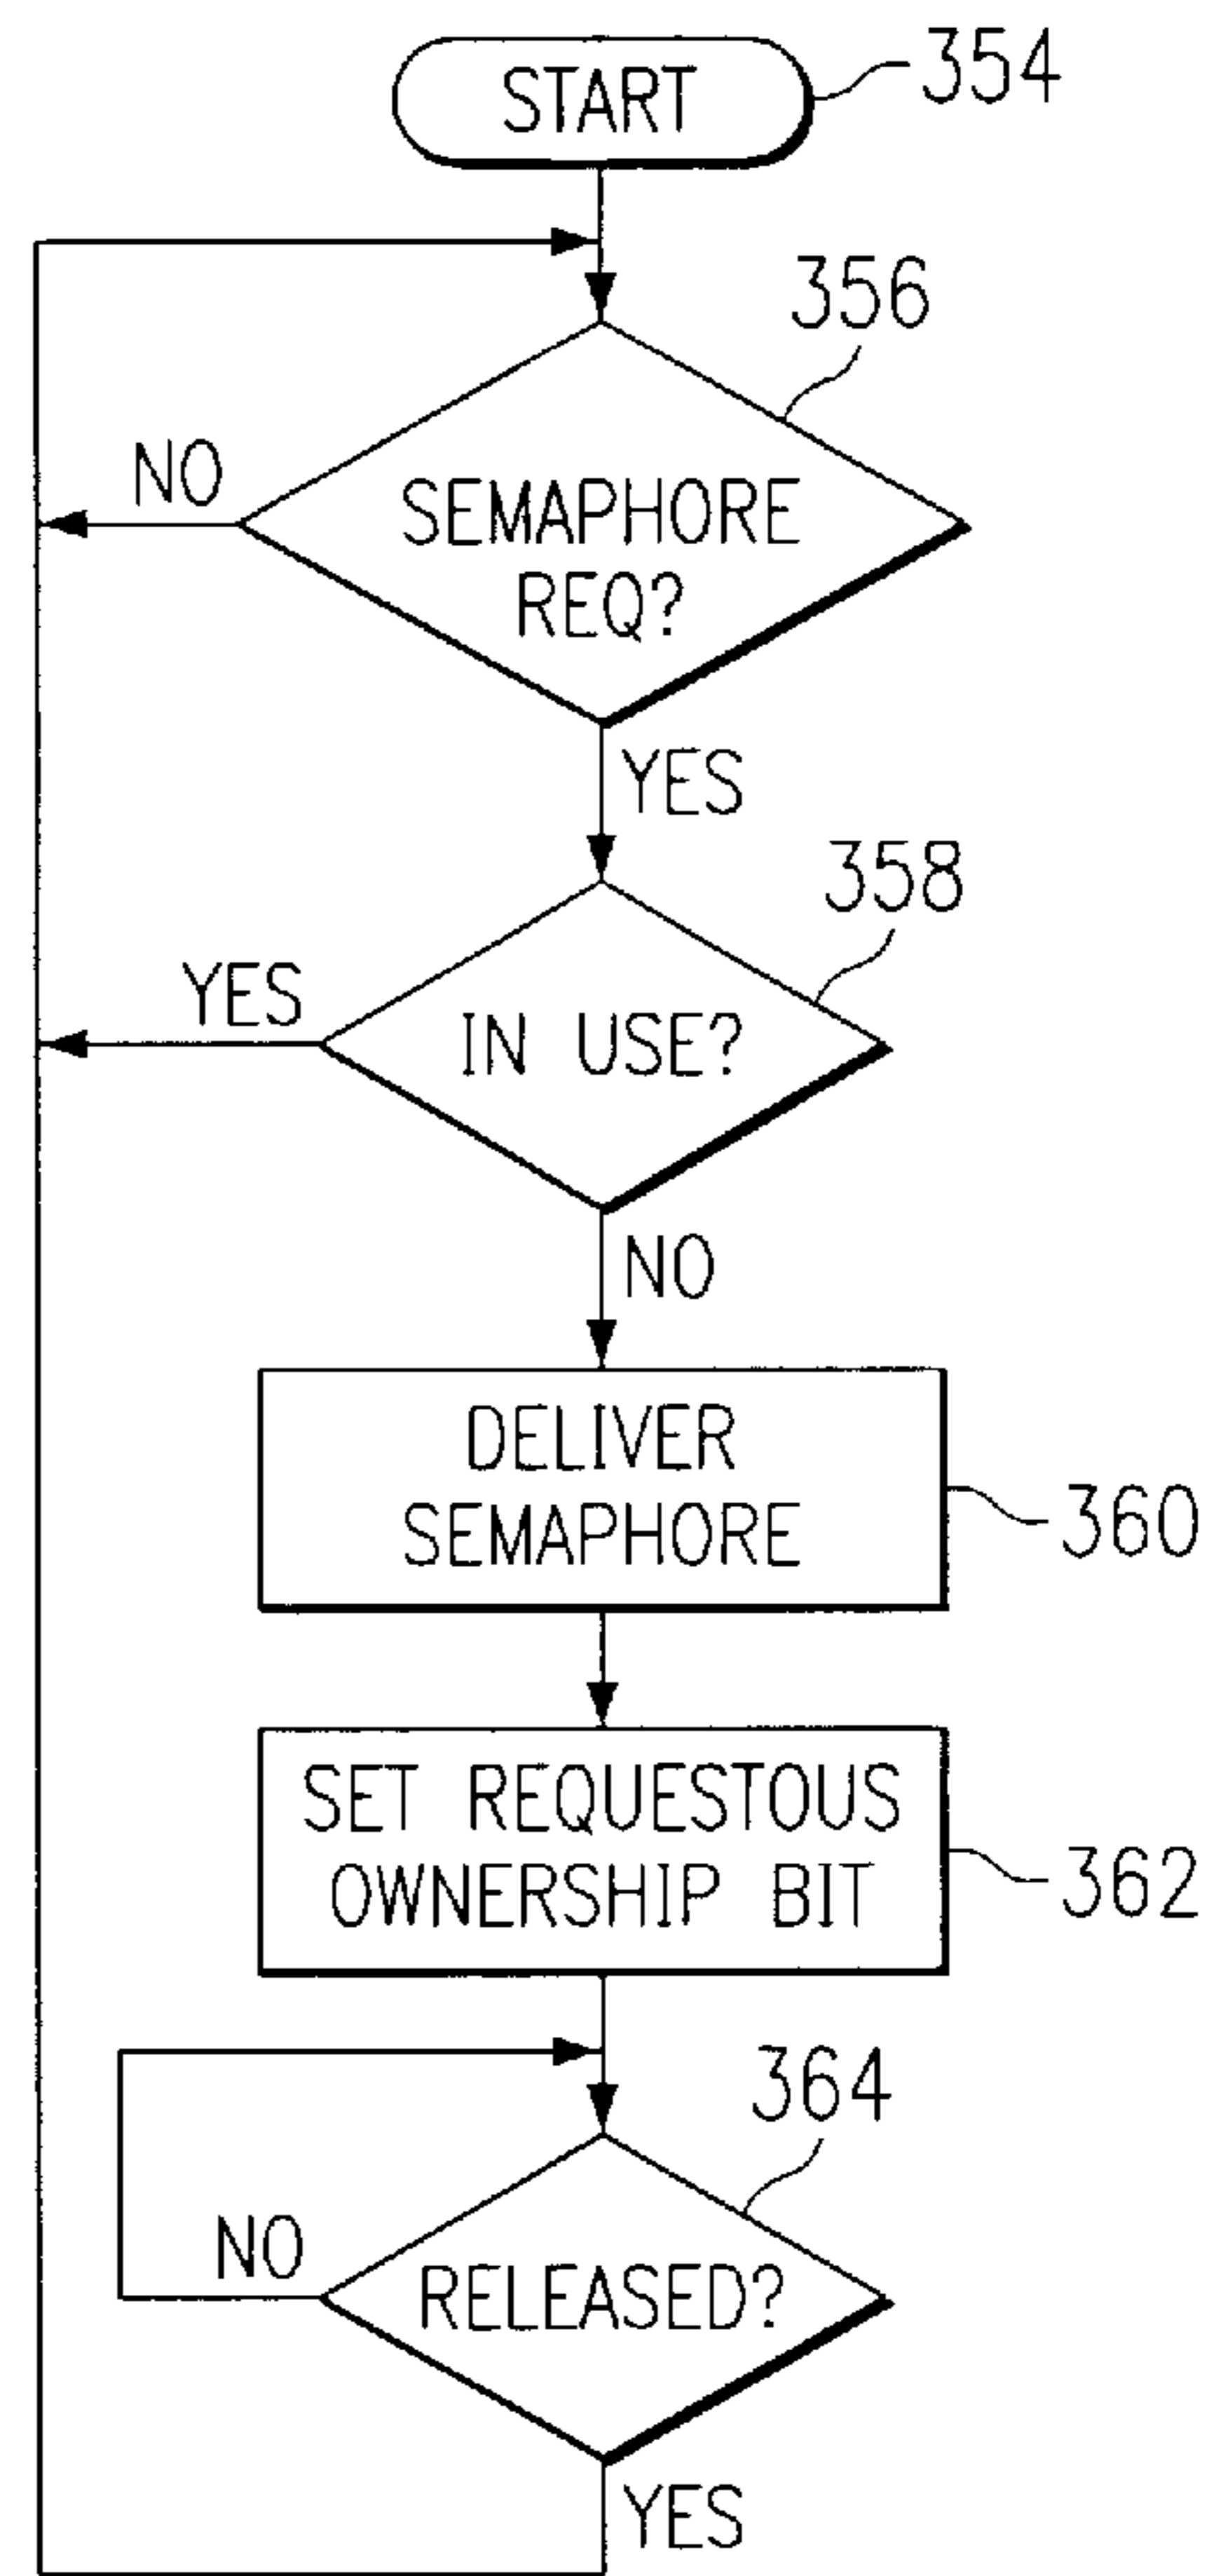 START
354
356
NO
SEMAPHORE
REQ?
YES
358
YES
IN USE?
NO
DELIVER
SEMAPHORE
360
SET REQUESTOUS
OWNERSHIP BIT
362
364
NO
RELEASED?
YES